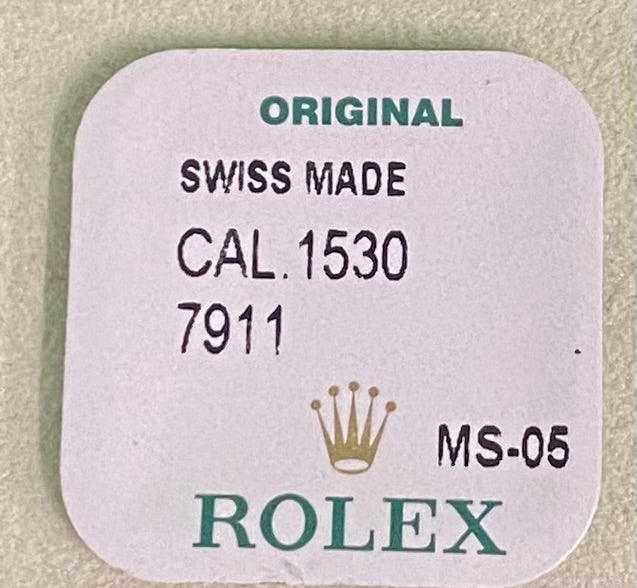 ORIGINAL
SWISS MADE
CAL.1530
7911
MS-05
ROLEX